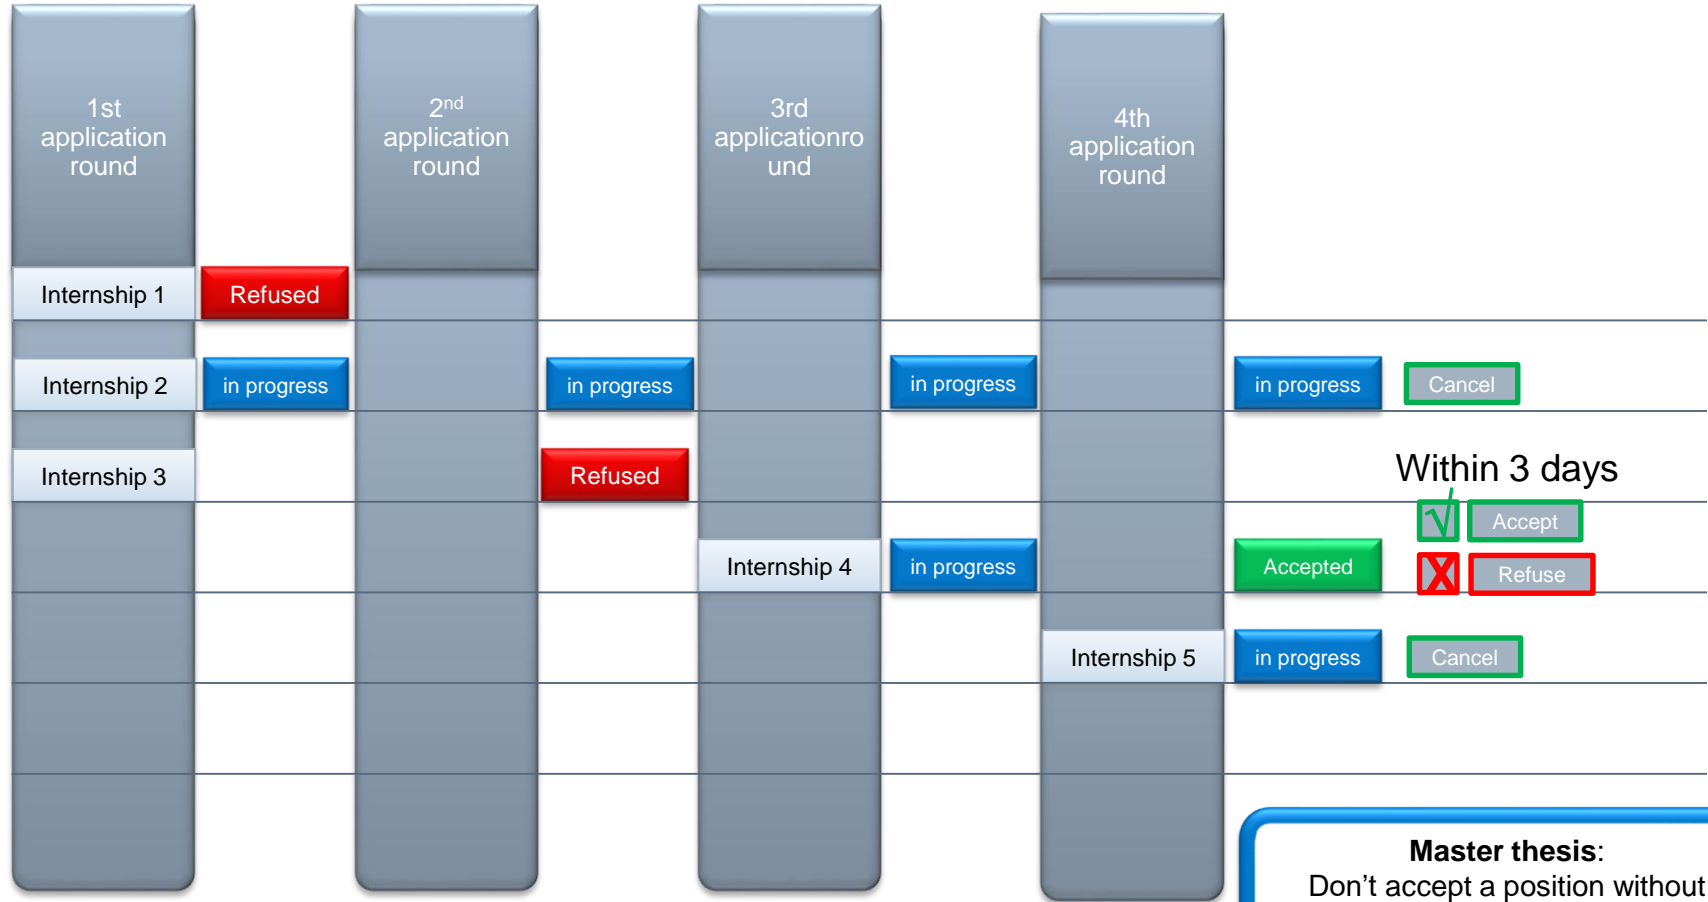 1st
application
round
2nd
application
round
3rd
applicationro
und
4th
application
round
Internship 1
Refused
Internship 2
in progress
in progress
in progress
in progress
Cancel
Internship 3
Refused
Within 3 days
√
Accept
Internship 4
in progress
Accepted
X
Refuse
Internship 5
in progress
Cancel
Master thesis:
Don’t accept a position without